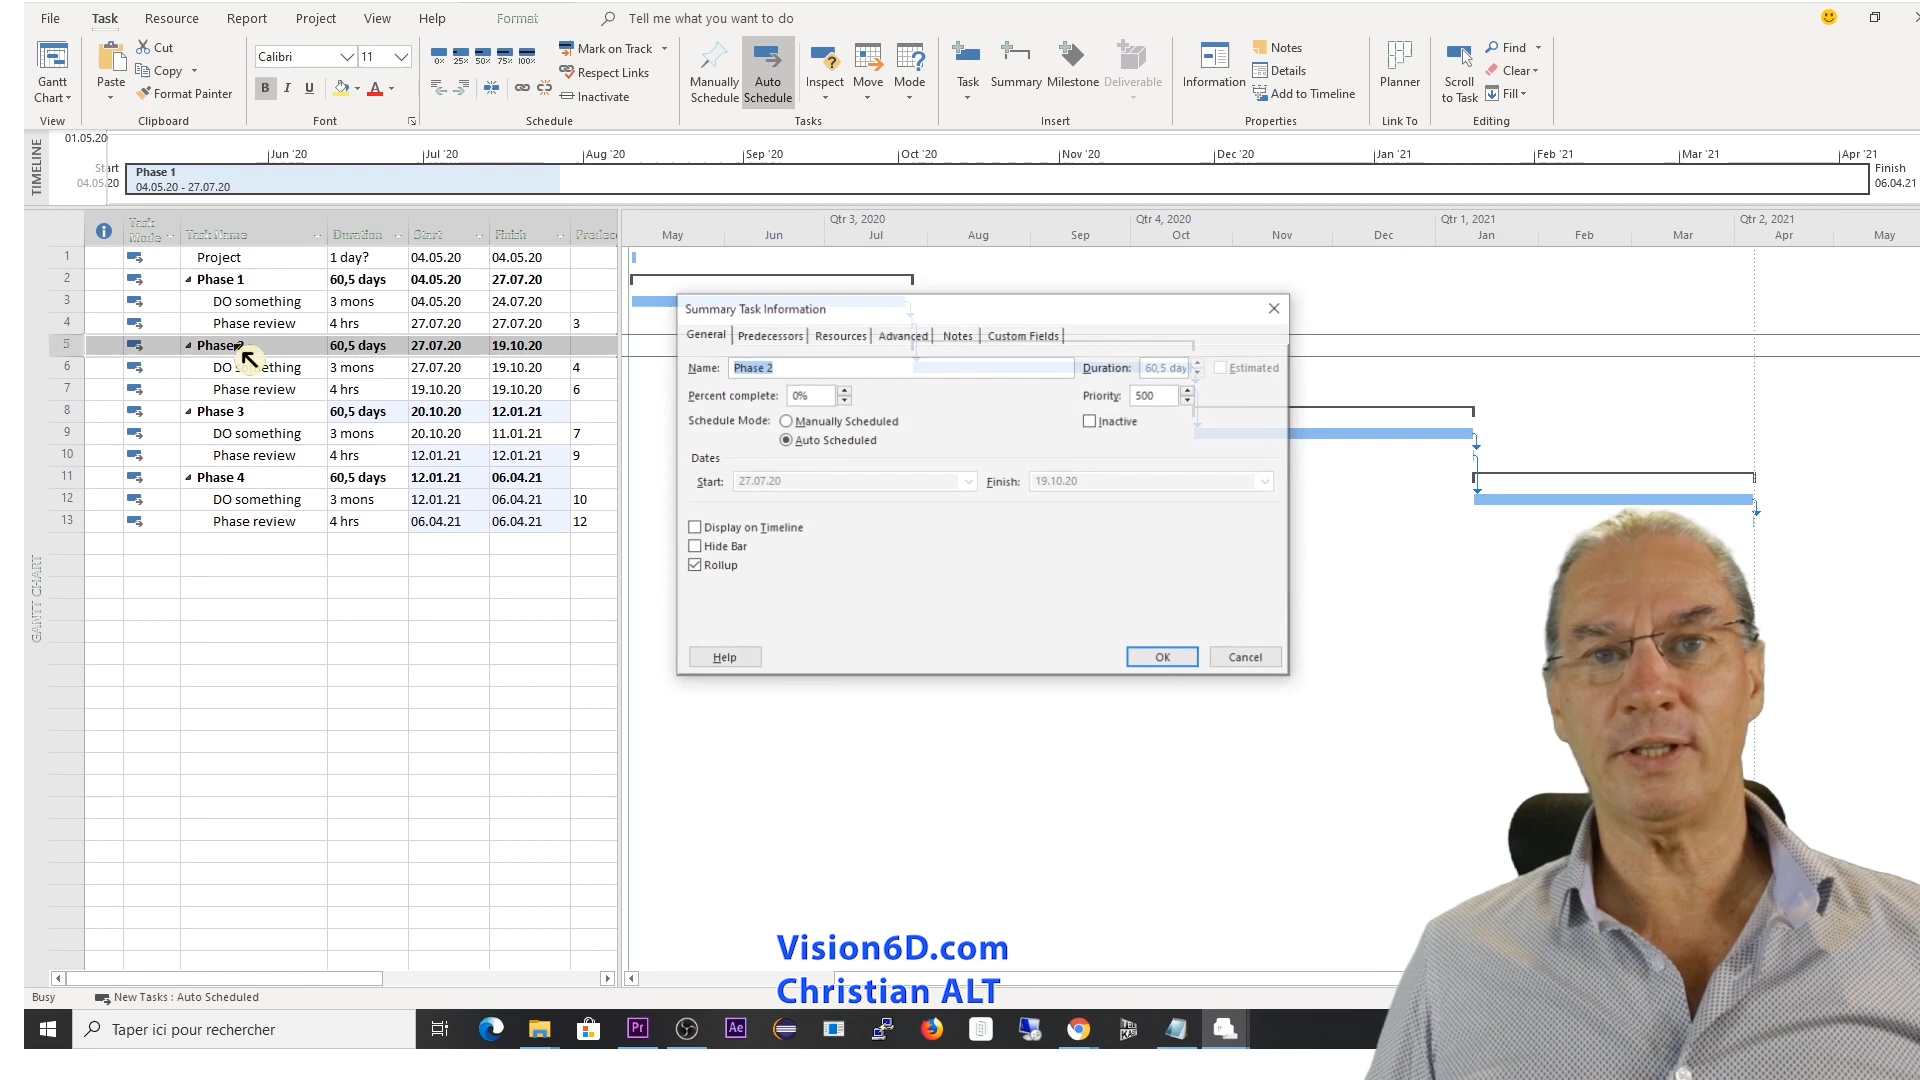 File Task Resource Report Project View Help Format Tell me what you want to do
Cut
Copy
Format Painter
Paste
Gantt Chart
Calibri 11
B I U A
0% 25% 50% 75% 100%
Mark on Track
Respect Links
Inactivate
Manually Schedule
Auto Schedule
Inspect
Move
Mode
Task
Summary
Milestone
Deliverable
Information
Notes
Details
Add to Timeline
Planner
Scroll to Task
Find
Clear
Fill
View Clipboard Font Schedule Tasks Insert Properties Link To Editing
TIMELINE
01.05.20
Jun '20 Jul '20 Aug '20 Sep '20 Oct '20 Nov '20 Dec '20 Jan '21 Feb '21 Mar '21 Apr '21
Start
04.05.20
Phase 1
04.05.20 - 27.07.20
Finish
06.04.21
GANTT CHART
Task Mode Task Name Duration Start Finish Predec
Qtr 3, 2020 Qtr 4, 2020 Qtr 1, 2021 Qtr 2, 2021
May Jun Jul Aug Sep Oct Nov Dec Jan Feb Mar Apr May
1 Project 1 day? 04.05.20 04.05.20
2 Phase 1 60,5 days 04.05.20 27.07.20
3 DO something 3 mons 04.05.20 24.07.20
4 Phase review 4 hrs 27.07.20 27.07.20 3
5 Phase 2 60,5 days 27.07.20 19.10.20
6 DO something 3 mons 27.07.20 19.10.20 4
7 Phase review 4 hrs 19.10.20 19.10.20 6
8 Phase 3 60,5 days 20.10.20 12.01.21
9 DO something 3 mons 20.10.20 11.01.21 7
10 Phase review 4 hrs 12.01.21 12.01.21 9
11 Phase 4 60,5 days 12.01.21 06.04.21
12 DO something 3 mons 12.01.21 06.04.21 10
13 Phase review 4 hrs 06.04.21 06.04.21 12
Summary Task Information
General Predecessors Resources Advanced Notes Custom Fields
Name: Phase 2 Duration: 60,5 day Estimated
Percent complete: 0% Priority: 500
Schedule Mode: Manually Scheduled Inactive
Auto Scheduled
Dates
Start: 27.07.20 Finish: 19.10.20
Display on Timeline
Hide Bar
Rollup
Help OK Cancel
Vision6D.com
Christian ALT
Busy New Tasks : Auto Scheduled
Taper ici pour rechercher
Pr Ae